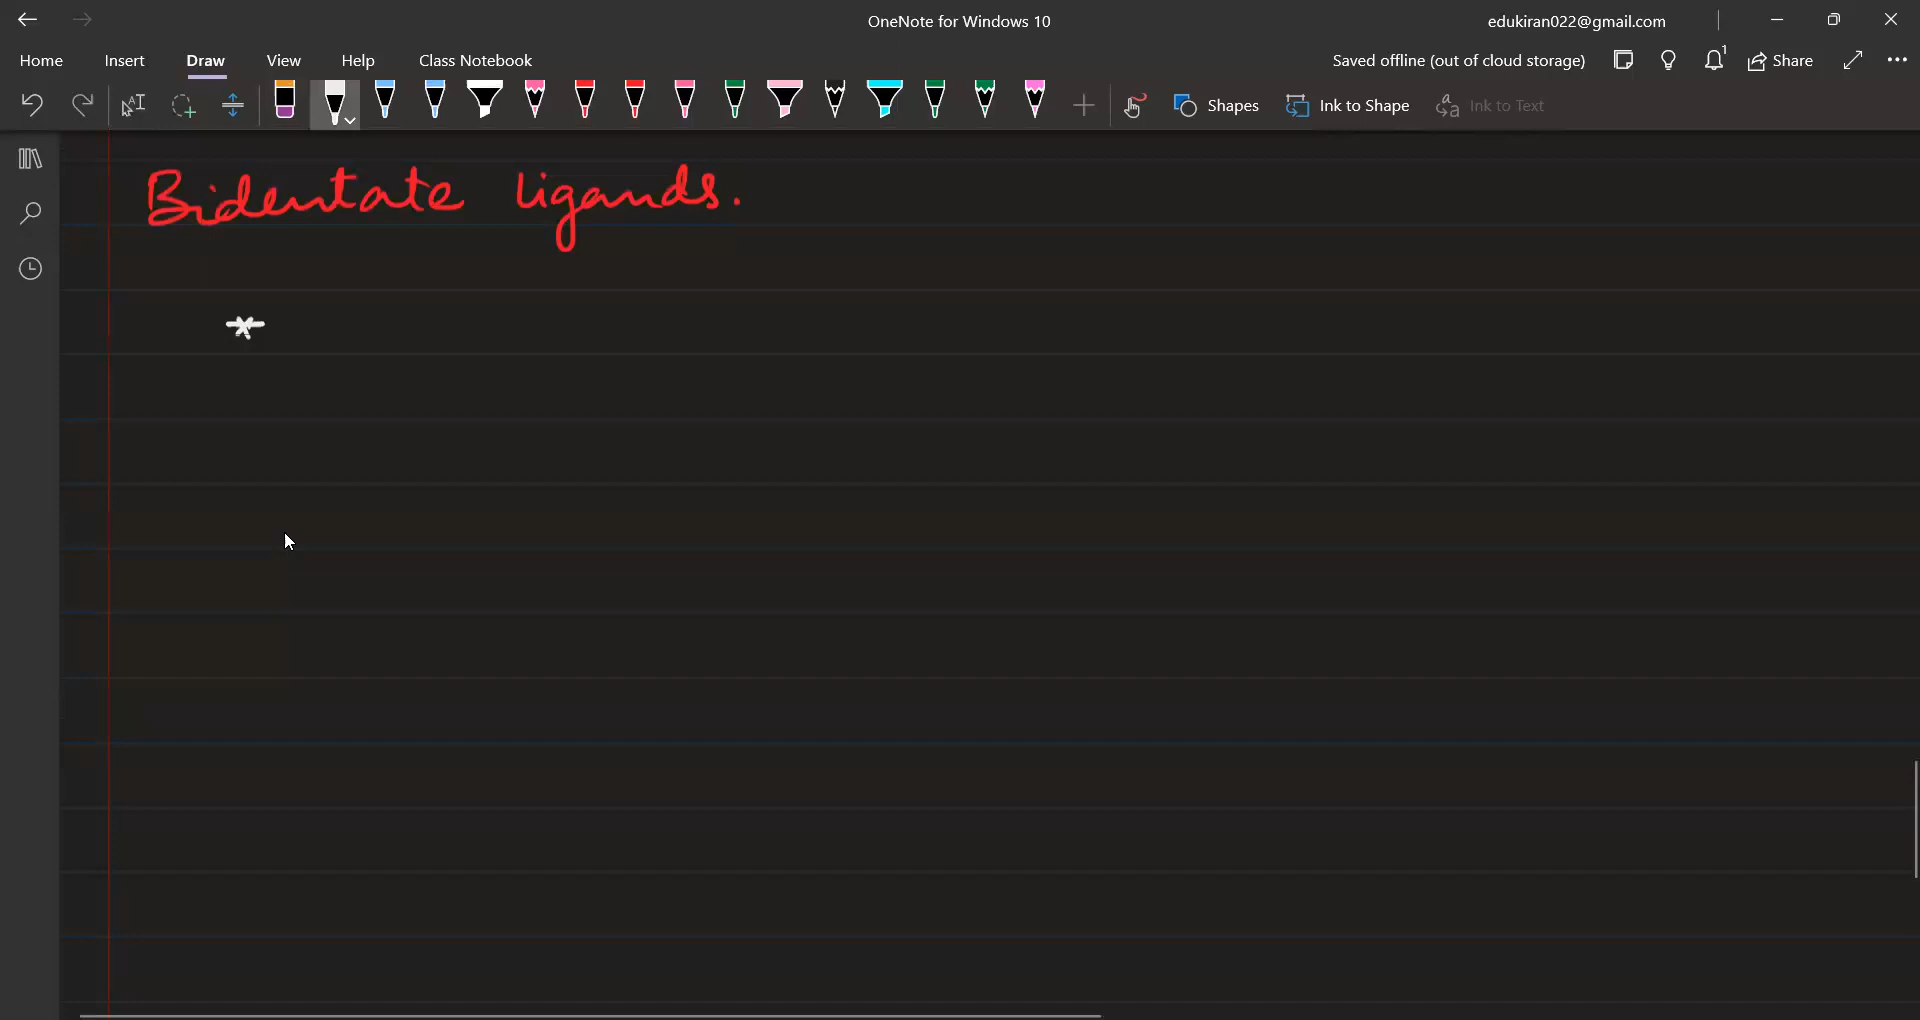 OneNote for Windows 10
edukiran022@gmail.com
Home Insert Draw View Help Class Notebook
Saved offline (out of cloud storage)
1
Share
Shapes
Ink to Shape
Ink to Text
Bidentate ligands.
*